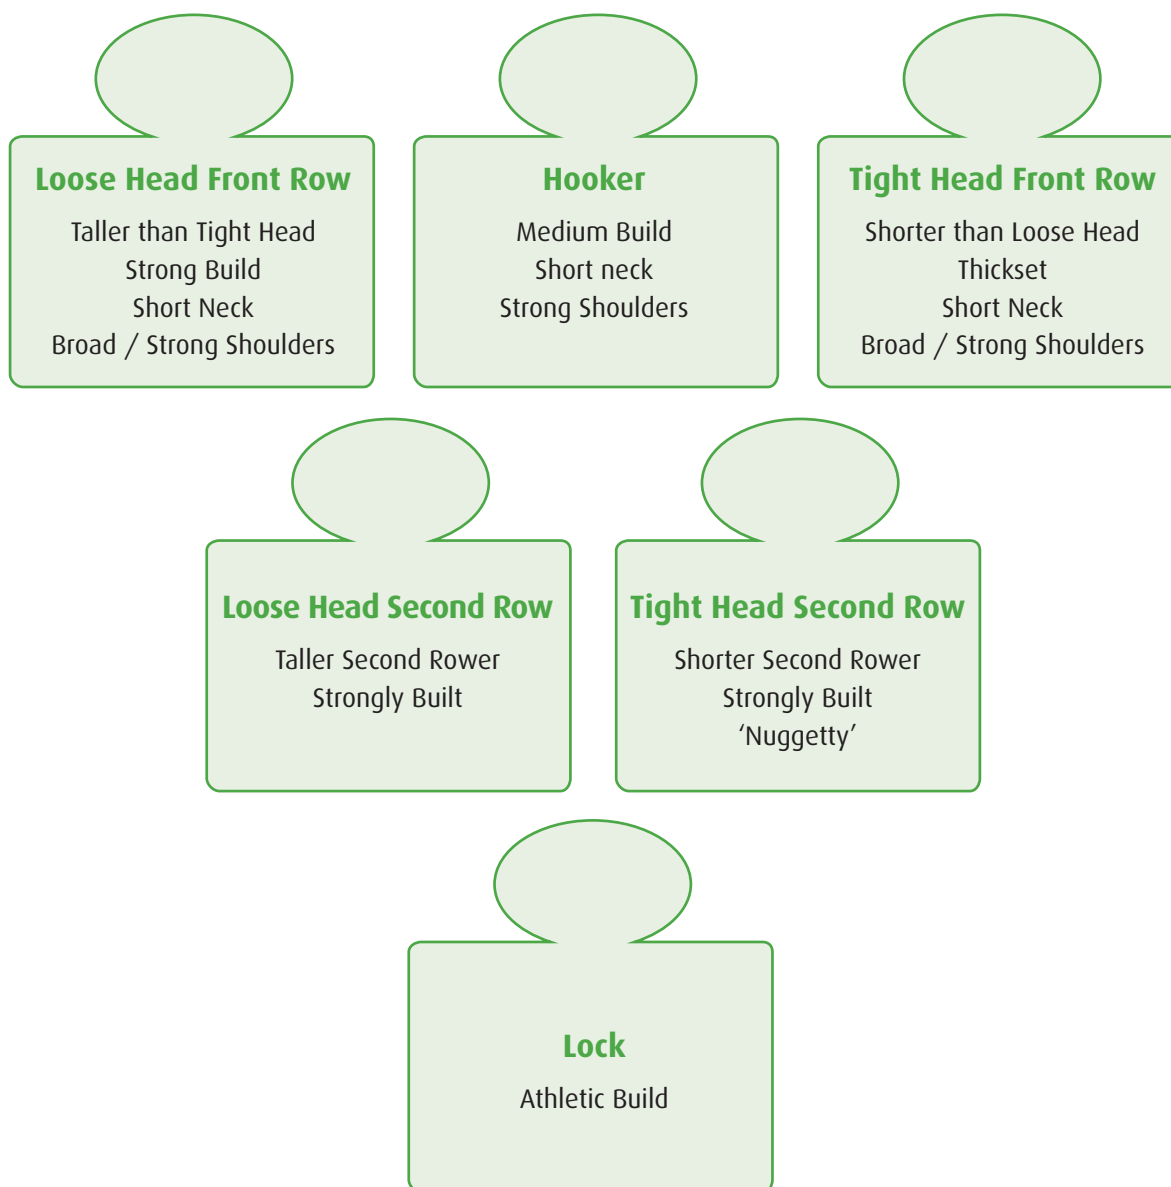 Loose Head Front Row
Taller than Tight Head
Strong Build
Short Neck
Broad / Strong Shoulders
Hooker
Medium Build
Short neck
Strong Shoulders
Tight Head Front Row
Shorter than Loose Head
Thickset
Short Neck
Broad / Strong Shoulders
Loose Head Second Row
Taller Second Rower
Strongly Built
Tight Head Second Row
Shorter Second Rower
Strongly Built
‘Nuggetty’
Lock
Athletic Build